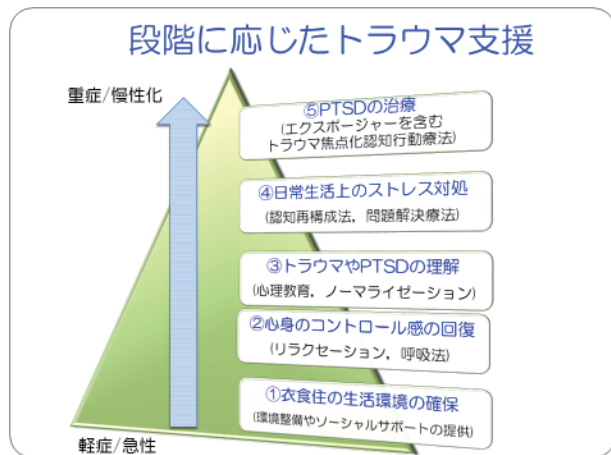 段階に応じたトラウマ支援
重症/慢性化
⑤PTSDの治療
(エクスポージャーを含む
トラウマ焦点化認知行動療法)
④日常生活上のストレス対処
(認知再構成法，問題解決療法)
③トラウマやPTSDの理解
(心理教育，ノーマライゼーション)
②心身のコントロール感の回復
(リラクセーション，呼吸法)
①衣食住の生活環境の確保
(環境整備やソーシャルサポートの提供)
軽症/急性